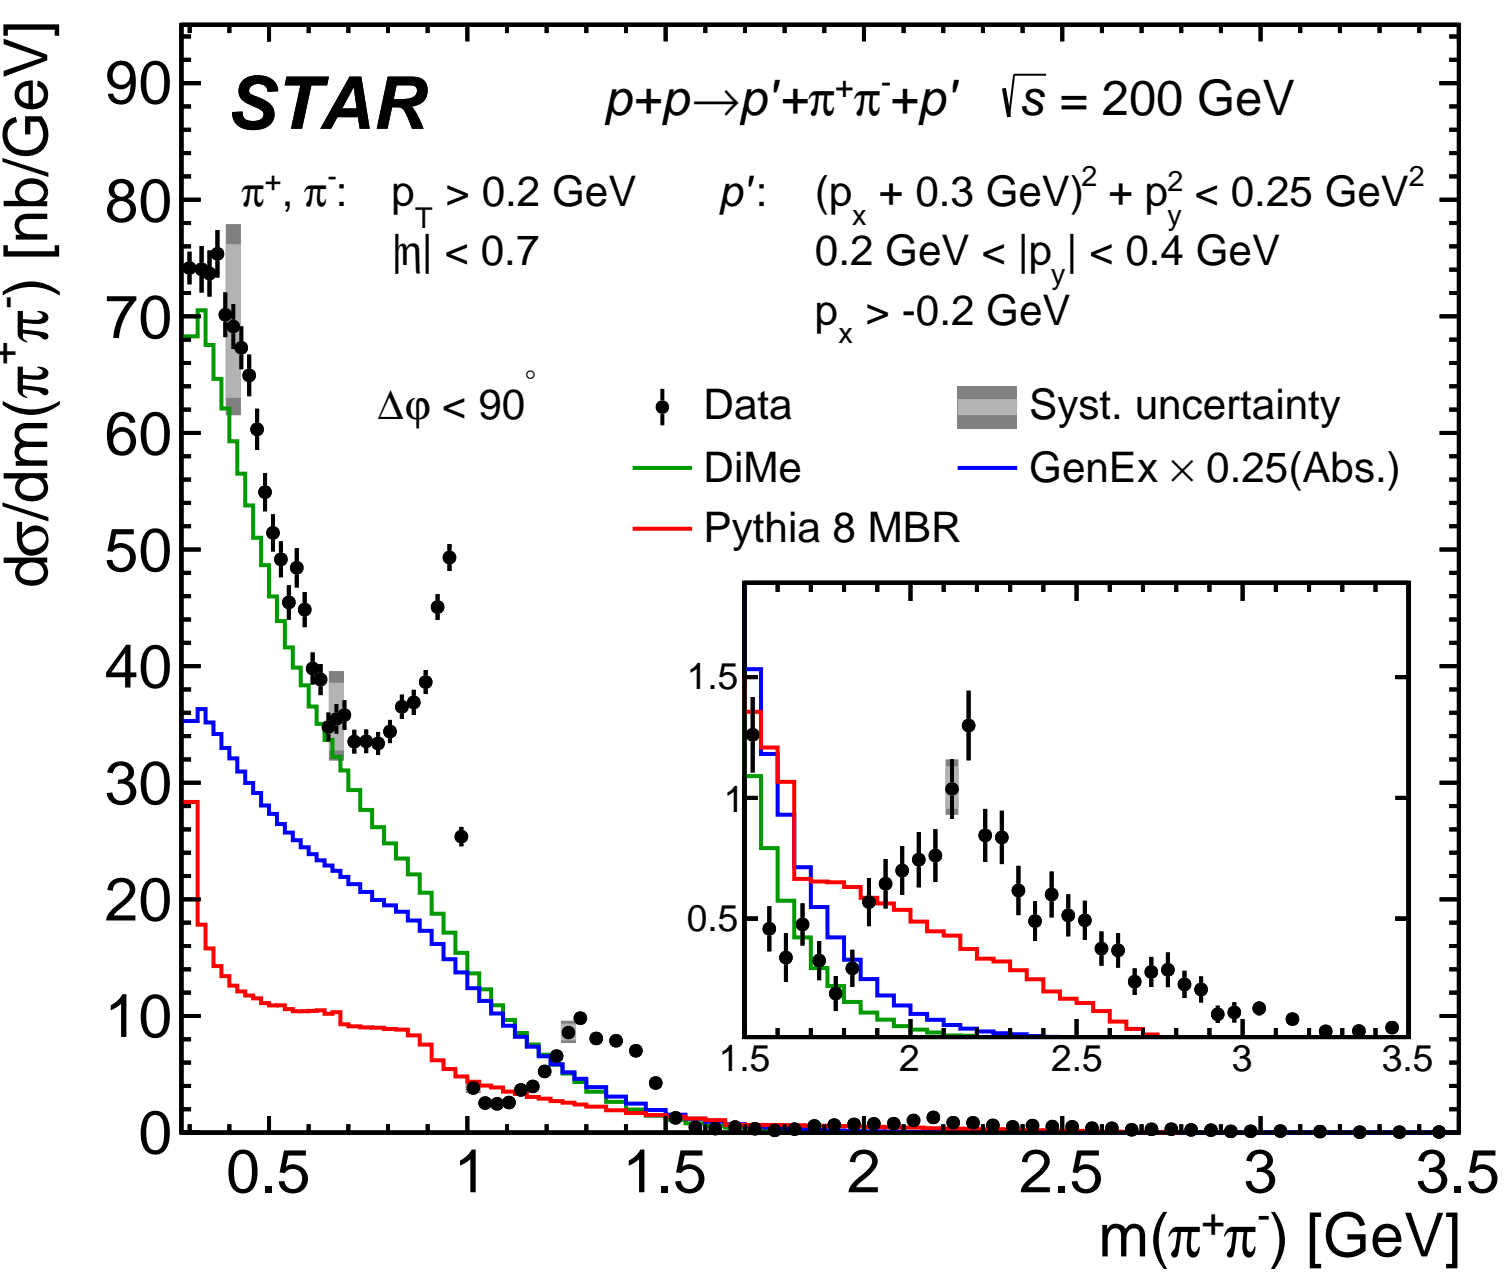 STAR p+p→p′+π⁺π⁻+p′ √s = 200 GeV
π⁺, π⁻: p_T > 0.2 GeV p′: (p_x + 0.3 GeV)² + p_y² < 0.25 GeV²
|η| < 0.7 0.2 GeV < |p_y| < 0.4 GeV
p_x > -0.2 GeV
Δφ < 90° Data Syst. uncertainty
DiMe GenEx × 0.25(Abs.)
Pythia 8 MBR
dσ/dm(π⁺π⁻) [nb/GeV]
90
80
70
60
50
40
30
20
10
0
0.5 1 1.5 2 2.5 3 3.5
m(π⁺π⁻) [GeV]
1.5
1
0.5
1.5 2 2.5 3 3.5